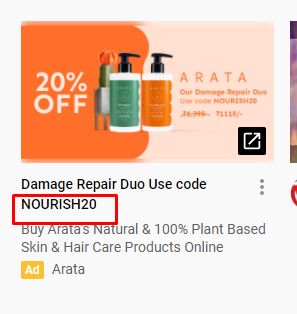 20%
OFF
ARATA
Our Damage Repair Duo
Use code NOURISH20
₹1,398- ₹1118/-
Damage Repair Duo Use code
NOURISH20
Buy Arata's Natural & 100% Plant Based
Skin & Hair Care Products Online
Ad Arata